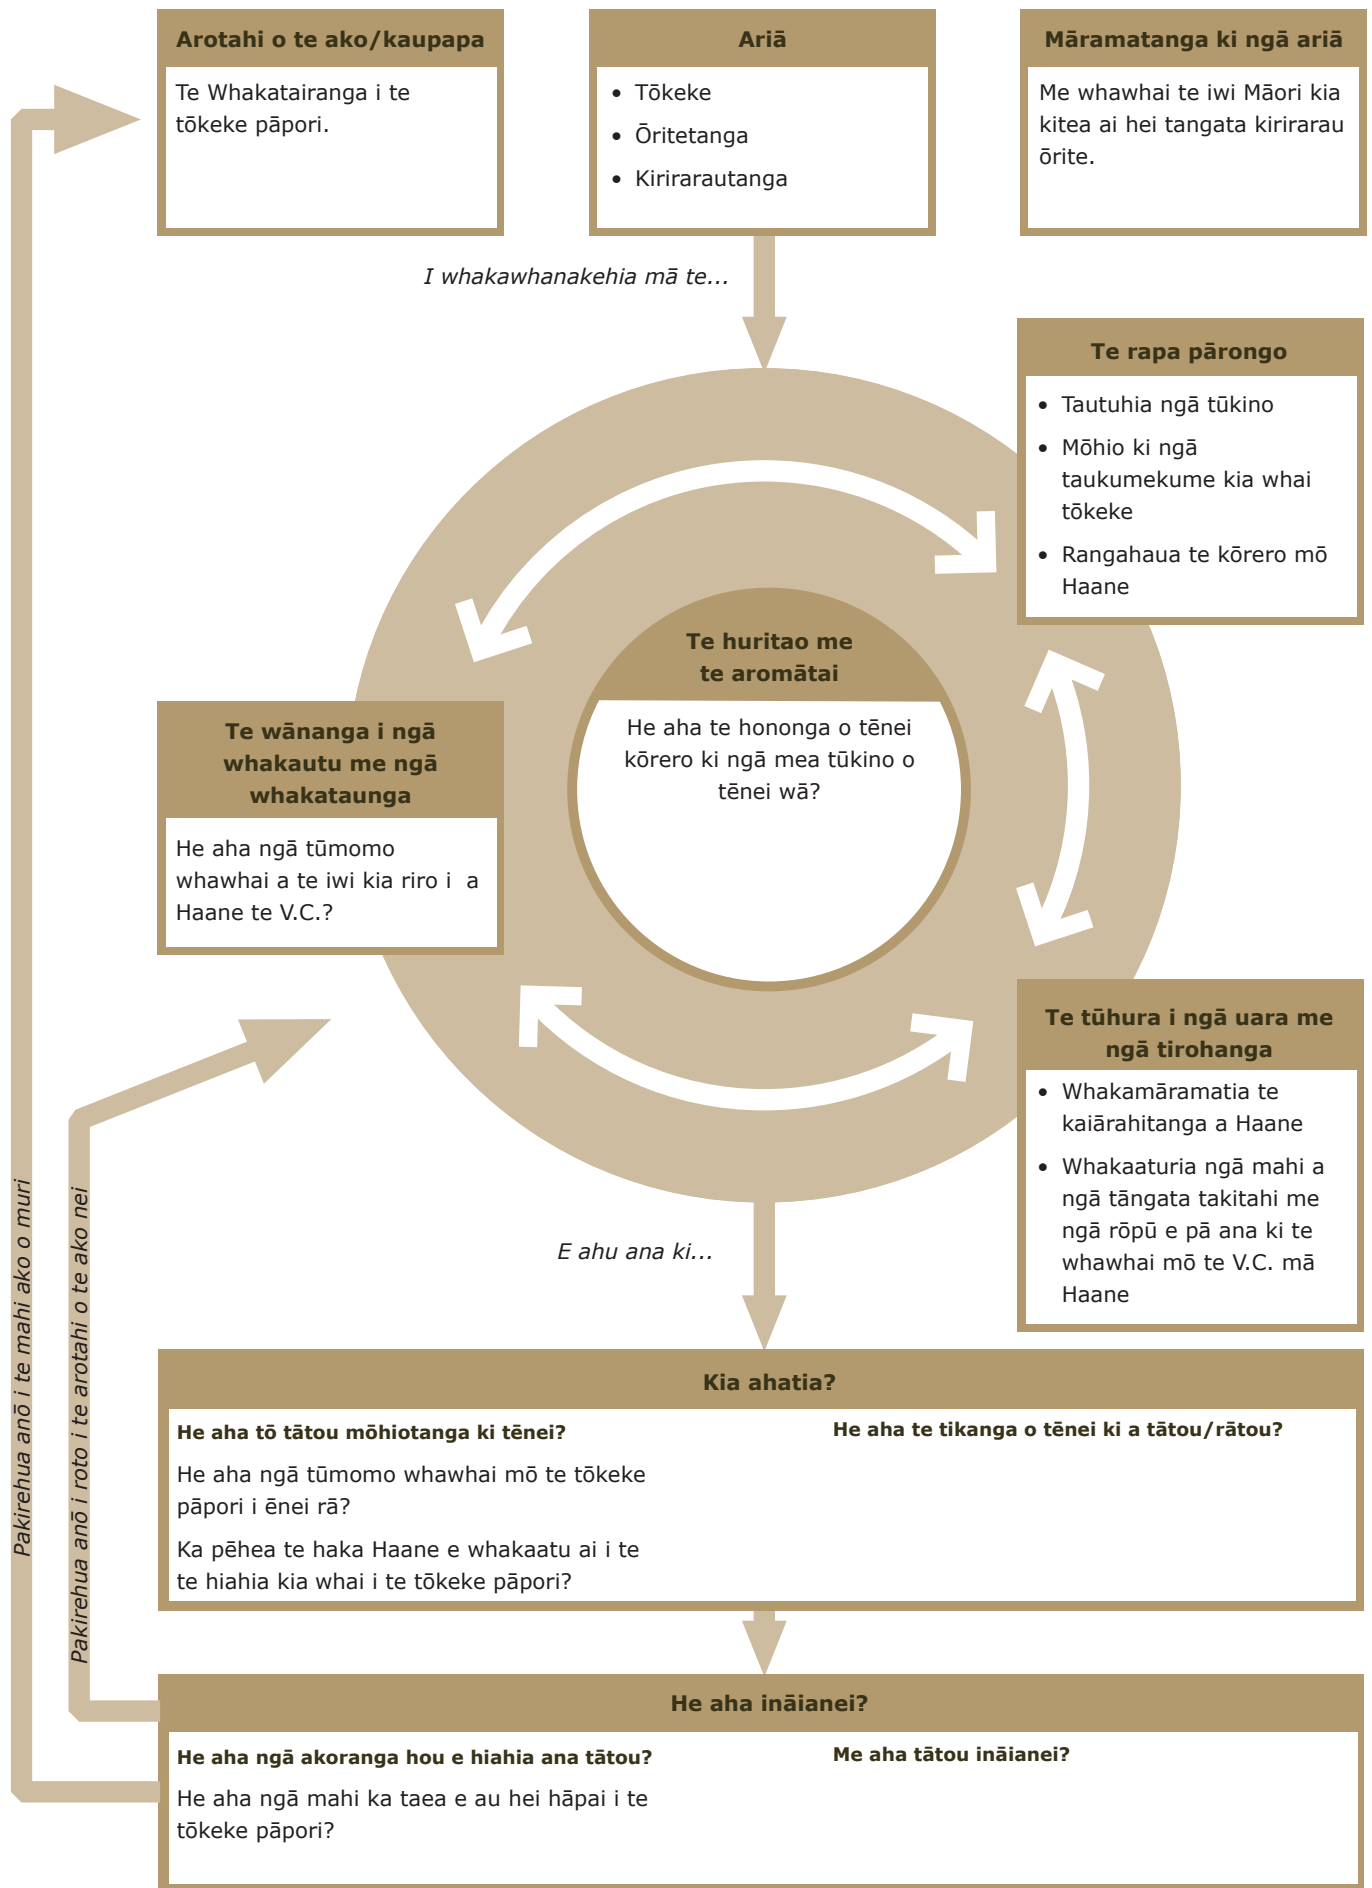 Arotahi o te ako/kaupapa
Te Whakatairanga i te
tōkeke pāpori.
Ariā
• Tōkeke
• Ōritetanga
• Kirirarautanga
Māramatanga ki ngā ariā
Me whawhai te iwi Māori kia
kitea ai hei tangata kirirarau
ōrite.
I whakawhanakehia mā te...
Te rapa pārongo
• Tautuhia ngā tūkino
• Mōhio ki ngā
taukumekume kia whai
tōkeke
• Rangahaua te kōrero mō
Haane
Te huritao me
te aromātai
He aha te hononga o tēnei
kōrero ki ngā mea tūkino o
tēnei wā?
Te wānanga i ngā
whakautu me ngā
whakataunga
He aha ngā tūmomo
whawhai a te iwi kia riro i a
Haane te V.C.?
Te tūhura i ngā uara me
ngā tirohanga
• Whakamāramatia te
kaiārahitanga a Haane
• Whakaaturia ngā mahi a
ngā tāngata takitahi me
ngā rōpū e pā ana ki te
whawhai mō te V.C. mā
Haane
E ahu ana ki...
Pakirehua anō i te mahi ako o muri
Pakirehua anō i roto i te arotahi o te ako nei
Kia ahatia?
He aha tō tātou mōhiotanga ki tēnei?
He aha ngā tūmomo whawhai mō te tōkeke
pāpori i ēnei rā?
Ka pēhea te haka Haane e whakaatu ai i te
te hiahia kia whai i te tōkeke pāpori?
He aha te tikanga o tēnei ki a tātou/rātou?
He aha ināianei?
He aha ngā akoranga hou e hiahia ana tātou?
He aha ngā mahi ka taea e au hei hāpai i te
tōkeke pāpori?
Me aha tātou ināianei?